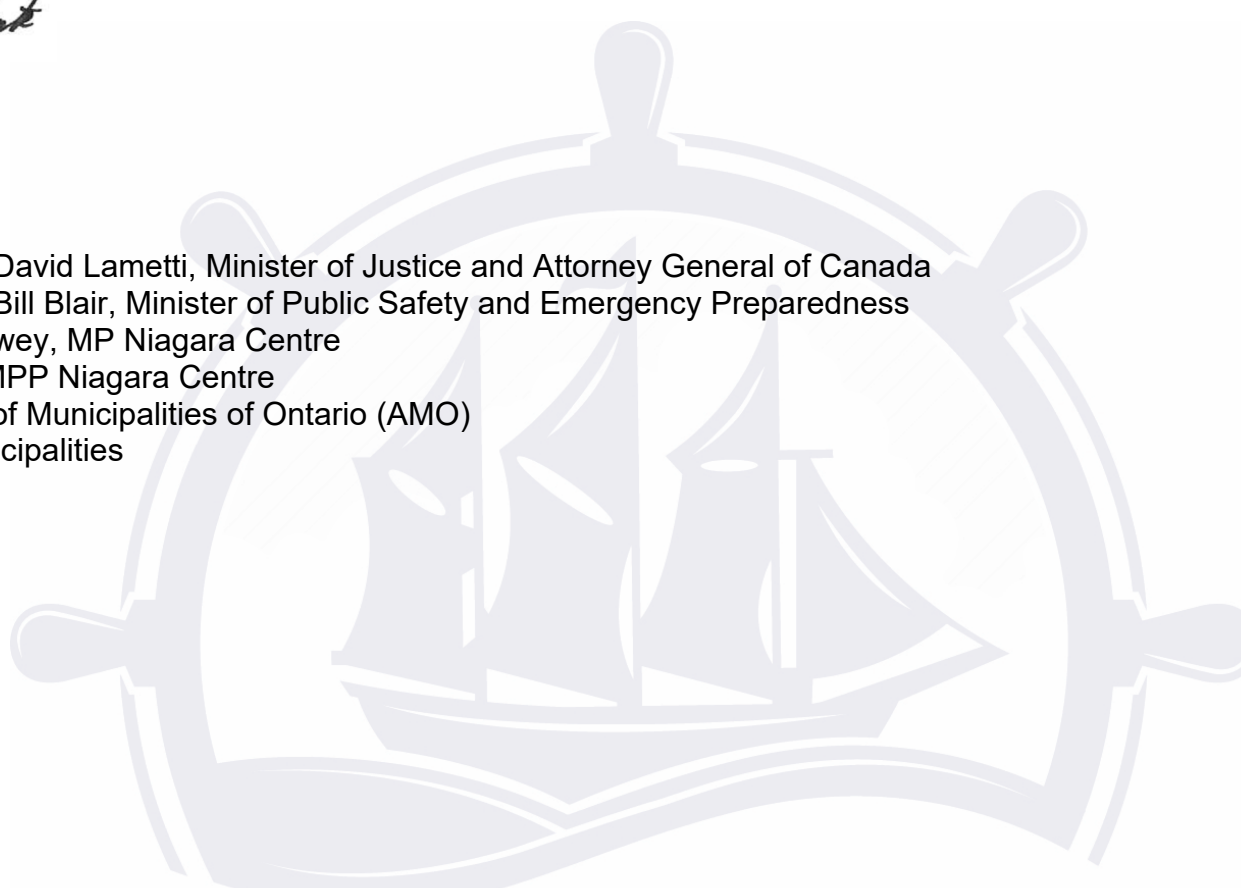 David Lametti, Minister of Justice and Attorney General of Canada
Bill Blair, Minister of Public Safety and Emergency Preparedness
wey, MP Niagara Centre
MPP Niagara Centre
of Municipalities of Ontario (AMO)
cipalities